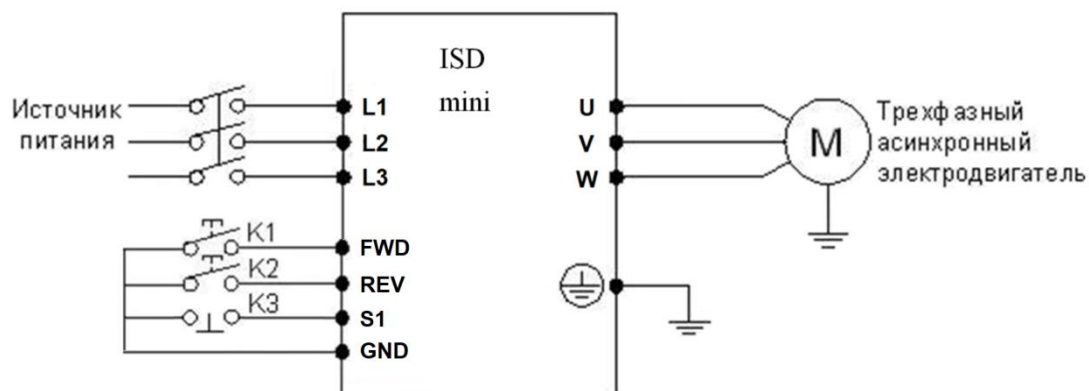 ISD
mini
Источник
питания
L1
L2
L3
U
V
W
M
Трехфазный
асинхронный
электродвигатель
K1
FWD
K2
REV
K3
S1
GND